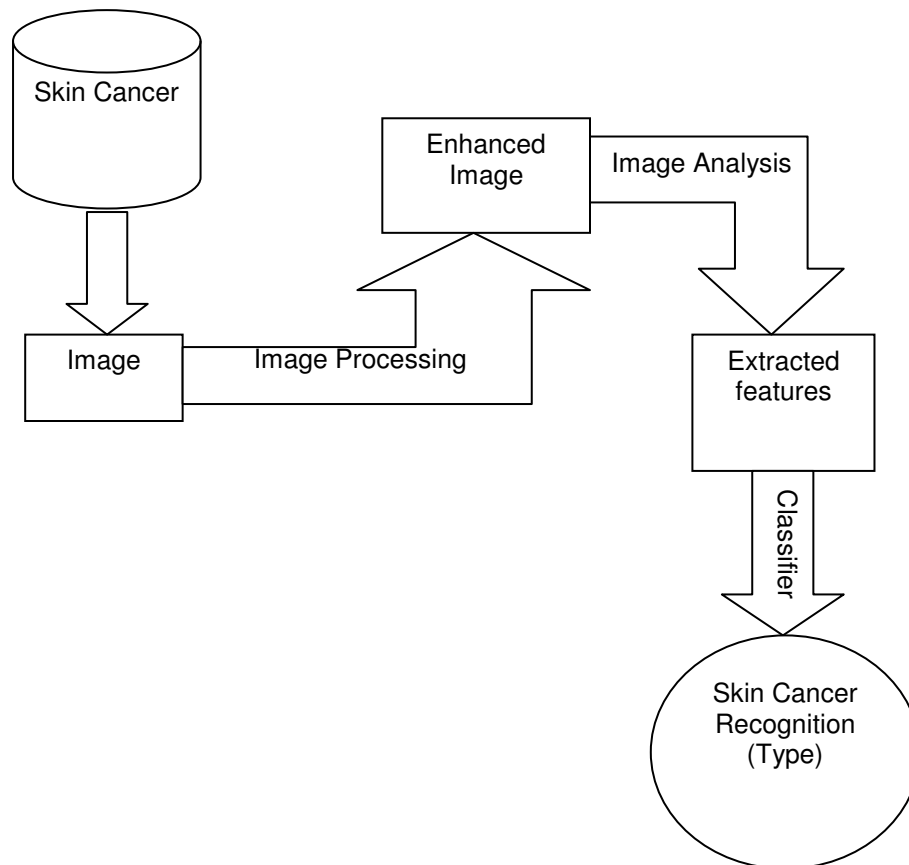 Skin Cancer
Image
Image Processing
Enhanced
Image
Image Analysis
Extracted
features
Classifier
Skin Cancer
Recognition
(Type)